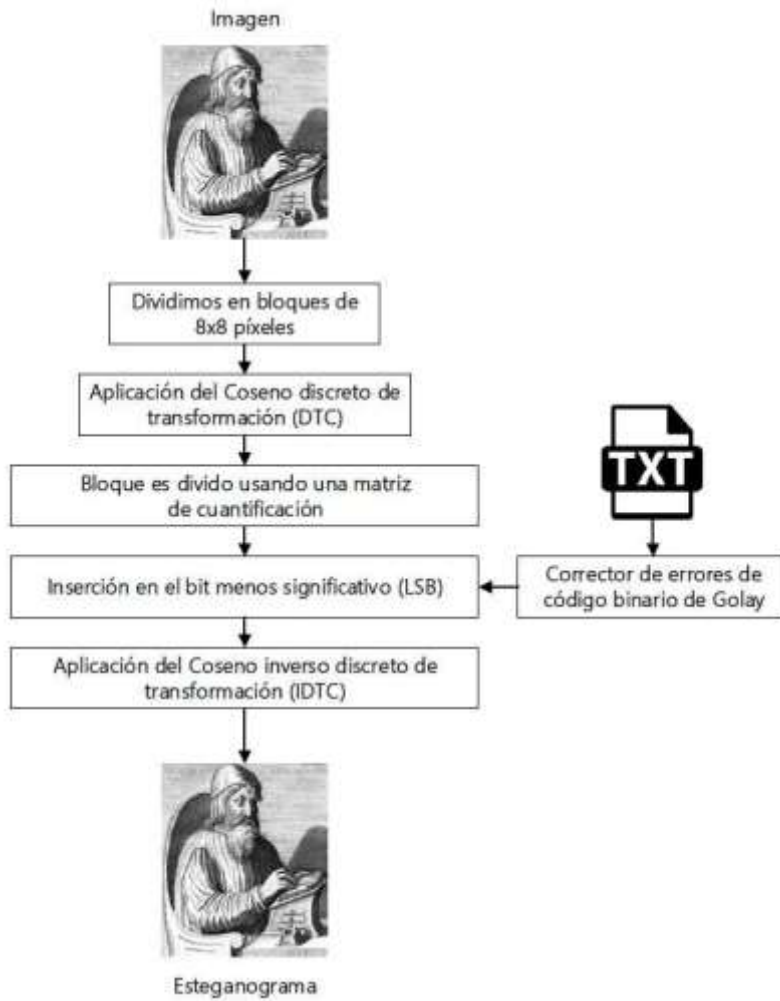 Imagen
Dividimos en bloques de
8x8 píxeles
Aplicación del Coseno discreto de
transformación (DTC)
Bloque es divido usando una matriz
de cuantificación
TXT
Inserción en el bit menos significativo (LSB)
Corrector de errores de
código binario de Golay
Aplicación del Coseno inverso discreto de
transformación (IDTC)
Esteganograma